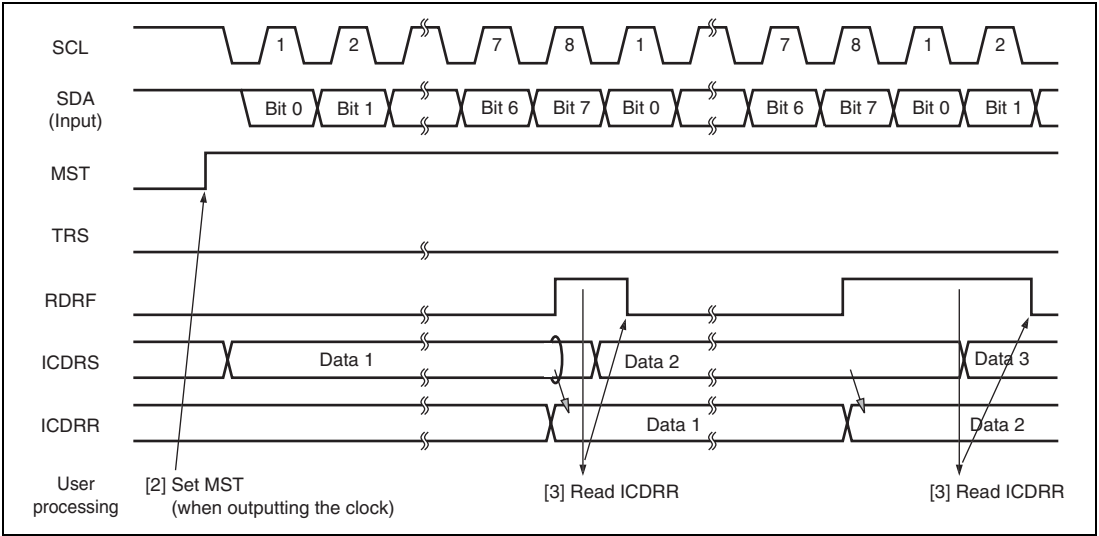 SCL 1 2 7 8 1 7 8 1 2
SDA
(Input)
Bit 0 Bit 1 Bit 6 Bit 7 Bit 0 Bit 6 Bit 7 Bit 0 Bit 1
MST
TRS
RDRF
ICDRS Data 1 Data 2 Data 3
ICDRR Data 1 Data 2
User
processing
[2] Set MST
(when outputting the clock)
[3] Read ICDRR
[3] Read ICDRR